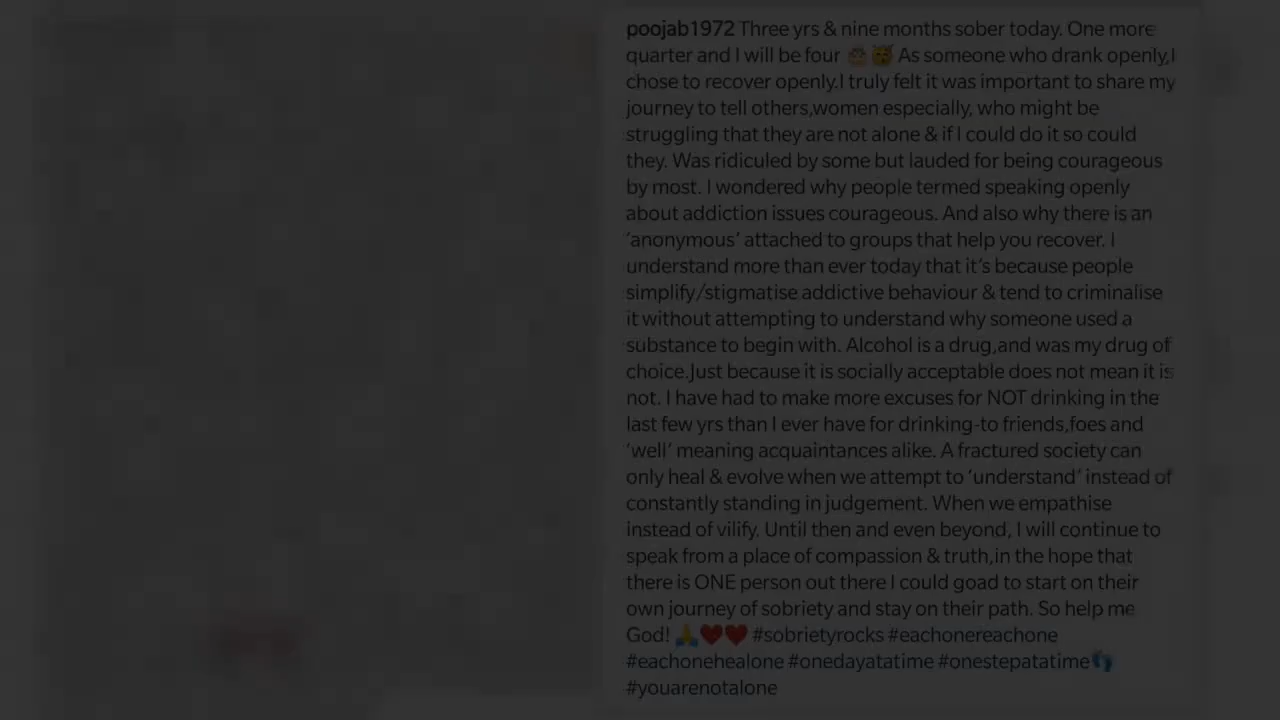 poojab1972 Three yrs & nine months sober today. One more
quarter and I will be four 🎂🥳 As someone who drank openly,I
chose to recover openly.I truly felt it was important to share my
journey to tell others,women especially, who might be
struggling that they are not alone & if I could do it so could
they. Was ridiculed by some but lauded for being courageous
by most. I wondered why people termed speaking openly
about addiction issues courageous. And also why there is an
‘anonymous’ attached to groups that help you recover. I
understand more than ever today that it’s because people
simplify/stigmatise addictive behaviour & tend to criminalise
it without attempting to understand why someone used a
substance to begin with. Alcohol is a drug,and was my drug of
choice.Just because it is socially acceptable does not mean it is
not. I have had to make more excuses for NOT drinking in the
last few yrs than I ever have for drinking-to friends,foes and
‘well’ meaning acquaintances alike. A fractured society can
only heal & evolve when we attempt to ‘understand’ instead of
constantly standing in judgement. When we empathise
instead of vilify. Until then and even beyond, I will continue to
speak from a place of compassion & truth,in the hope that
there is ONE person out there I could goad to start on their
own journey of sobriety and stay on their path. So help me
God! 🙏❤️❤️ #sobrietyrocks #eachonereachone
#eachonehealone #onedayatatime #onestepatatime👣
#youarenotalone